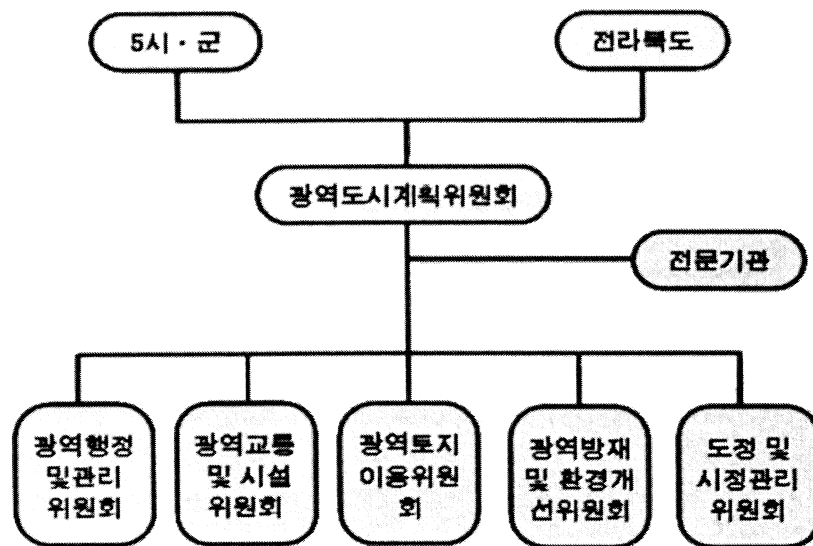 5시·군
전라북도
광역도시계획위원회
전문기관
광역행정
및관리
위원회
광역교통
및 시설
위원회
광역토지
이용위원
회
광역방재
및 환경개
선위원회
도정 및
시정관리
위원회